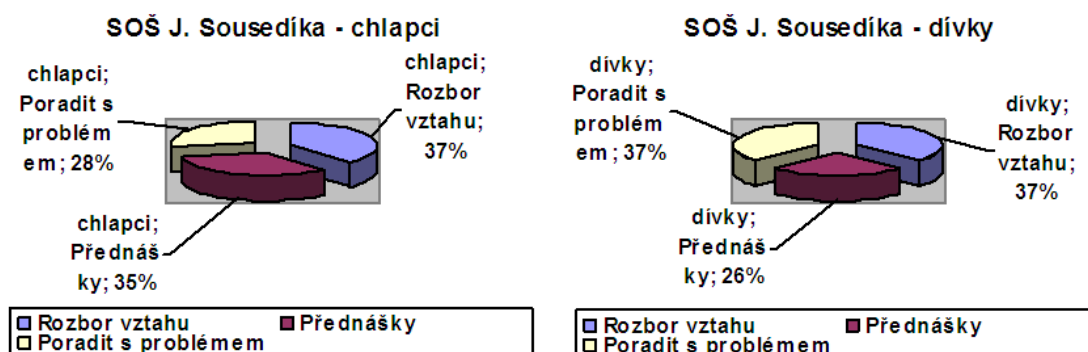 SOŠ J. Sousedíka - chlapci
chlapci;
Poradit s
problém
em; 28%
chlapci;
Rozbor
vztahu;
37%
chlapci;
Přednáš
ky; 35%
Rozbor vztahu
Přednášky
Poradit s problémem
SOŠ J. Sousedíka - dívky
dívky;
Poradit s
problém
em; 37%
dívky;
Rozbor
vztahu;
37%
dívky;
Přednáš
ky; 26%
Rozbor vztahu
Přednášky
Poradit s problémem